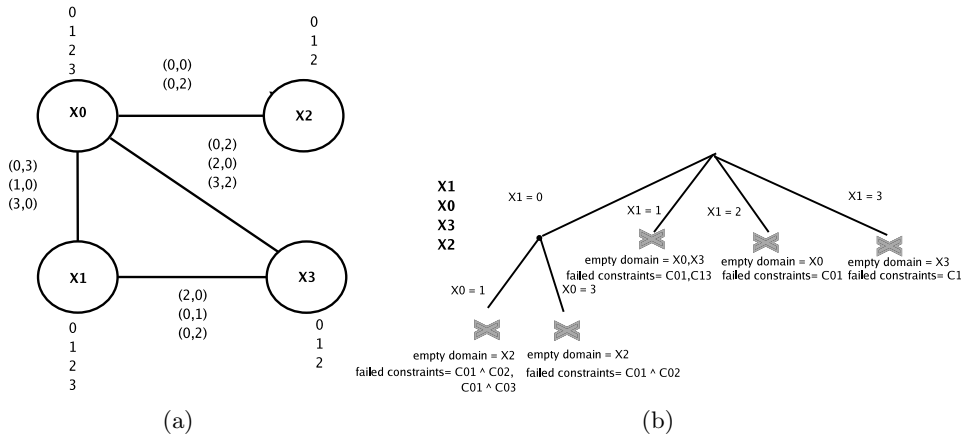 0
1
2
3
X0
(0,0)
(0,2)
0
1
2
X2
(0,2)
(2,0)
(3,2)
(0,3)
(1,0)
(3,0)
X1
0
1
2
3
(2,0)
(0,1)
(0,2)
X3
0
1
2
(a)
X1
X0
X3
X2
X1 = 0
X1 = 1
X1 = 2
X1 = 3
empty domain = X0,X3
failed constraints= C01,C13
empty domain = X0
failed constraints= C01
empty domain = X3
failed constraints= C1
X0 = 1
X0 = 3
empty domain = X2
failed constraints= C01 ^ C02,
C01 ^ C03
empty domain = X2
failed constraints= C01 ^ C02
(b)